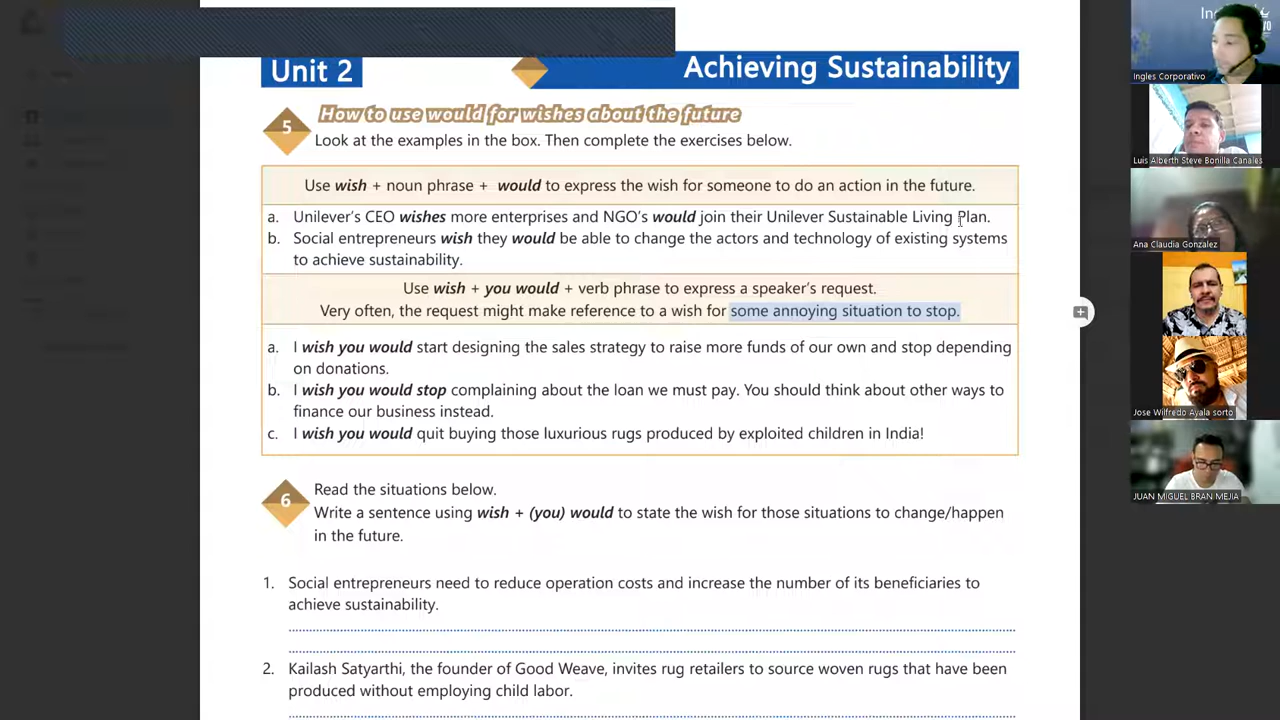 Unit 2
Achieving Sustainability
5
How to use would for wishes about the future
Look at the examples in the box. Then complete the exercises below.
Use wish + noun phrase + would to express the wish for someone to do an action in the future.
a. Unilever's CEO wishes more enterprises and NGO's would join their Unilever Sustainable Living Plan.
b. Social entrepreneurs wish they would be able to change the actors and technology of existing systems
to achieve sustainability.
Use wish + you would + verb phrase to express a speaker's request.
Very often, the request might make reference to a wish for some annoying situation to stop.
a. I wish you would start designing the sales strategy to raise more funds of our own and stop depending
on donations.
b. I wish you would stop complaining about the loan we must pay. You should think about other ways to
finance our business instead.
c. I wish you would quit buying those luxurious rugs produced by exploited children in India!
6
Read the situations below.
Write a sentence using wish + (you) would to state the wish for those situations to change/happen
in the future.
1. Social entrepreneurs need to reduce operation costs and increase the number of its beneficiaries to
achieve sustainability.
2. Kailash Satyarthi, the founder of Good Weave, invites rug retailers to source woven rugs that have been
produced without employing child labor.
Ingles Corporativo
Luis Alberth Steve Bonilla Canales
Ana Claudia Gonzalez
Jose Wilfredo Ayala sorto
JUAN MIGUEL BRAN MEJIA